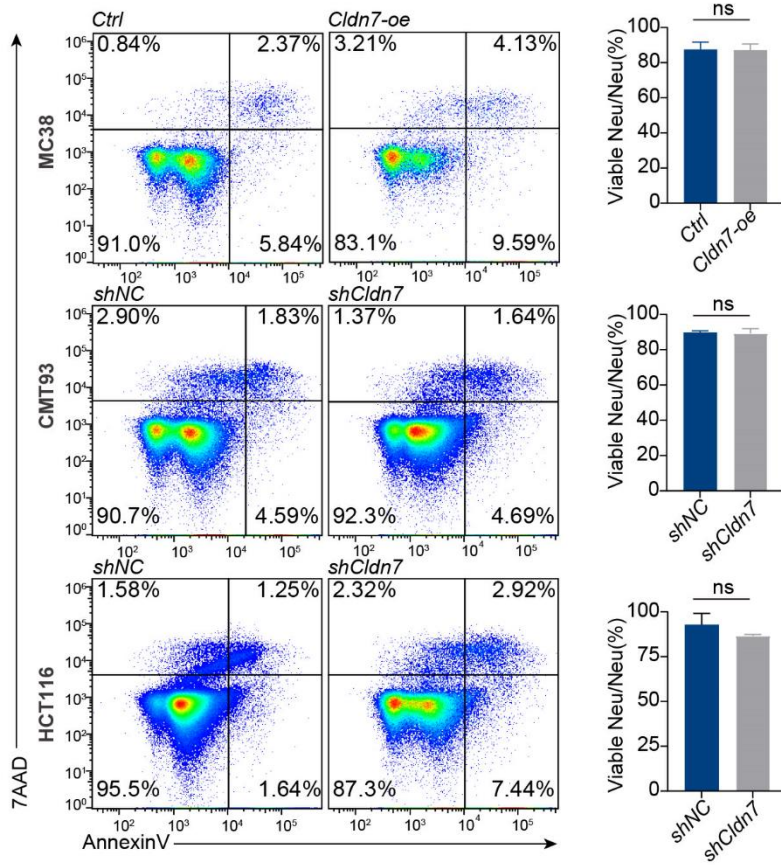 Ctrl
Cldn7-oe
ns
MC38
10⁶
10⁵
10⁴
10³
10²
10¹
10⁰
0.84%
2.37%
91.0%
5.84%
3.21%
4.13%
83.1%
9.59%
10² 10³ 10⁴ 10⁵
10² 10³ 10⁴ 10⁵
Viable Neu/Neu(%)
100
80
60
40
20
0
Ctrl
Cldn7-oe
shNC
shCldn7
ns
CMT93
10⁶
10⁵
10⁴
10³
10²
10¹
10⁰
2.90%
1.83%
90.7%
4.59%
1.37%
1.64%
92.3%
4.69%
10² 10³ 10⁴ 10⁵
10² 10³ 10⁴ 10⁵
Viable Neu/Neu(%)
100
80
60
40
20
0
shNC
shCldn7
shNC
shCldn7
ns
HCT116
10⁶
10⁵
10⁴
10³
10²
10¹
10⁰
1.58%
1.25%
95.5%
1.64%
2.32%
2.92%
87.3%
7.44%
10² 10³ 10⁴ 10⁵
10² 10³ 10⁴ 10⁵
Viable Neu/Neu(%)
100
75
50
25
0
shNC
shCldn7
7AAD
AnnexinV